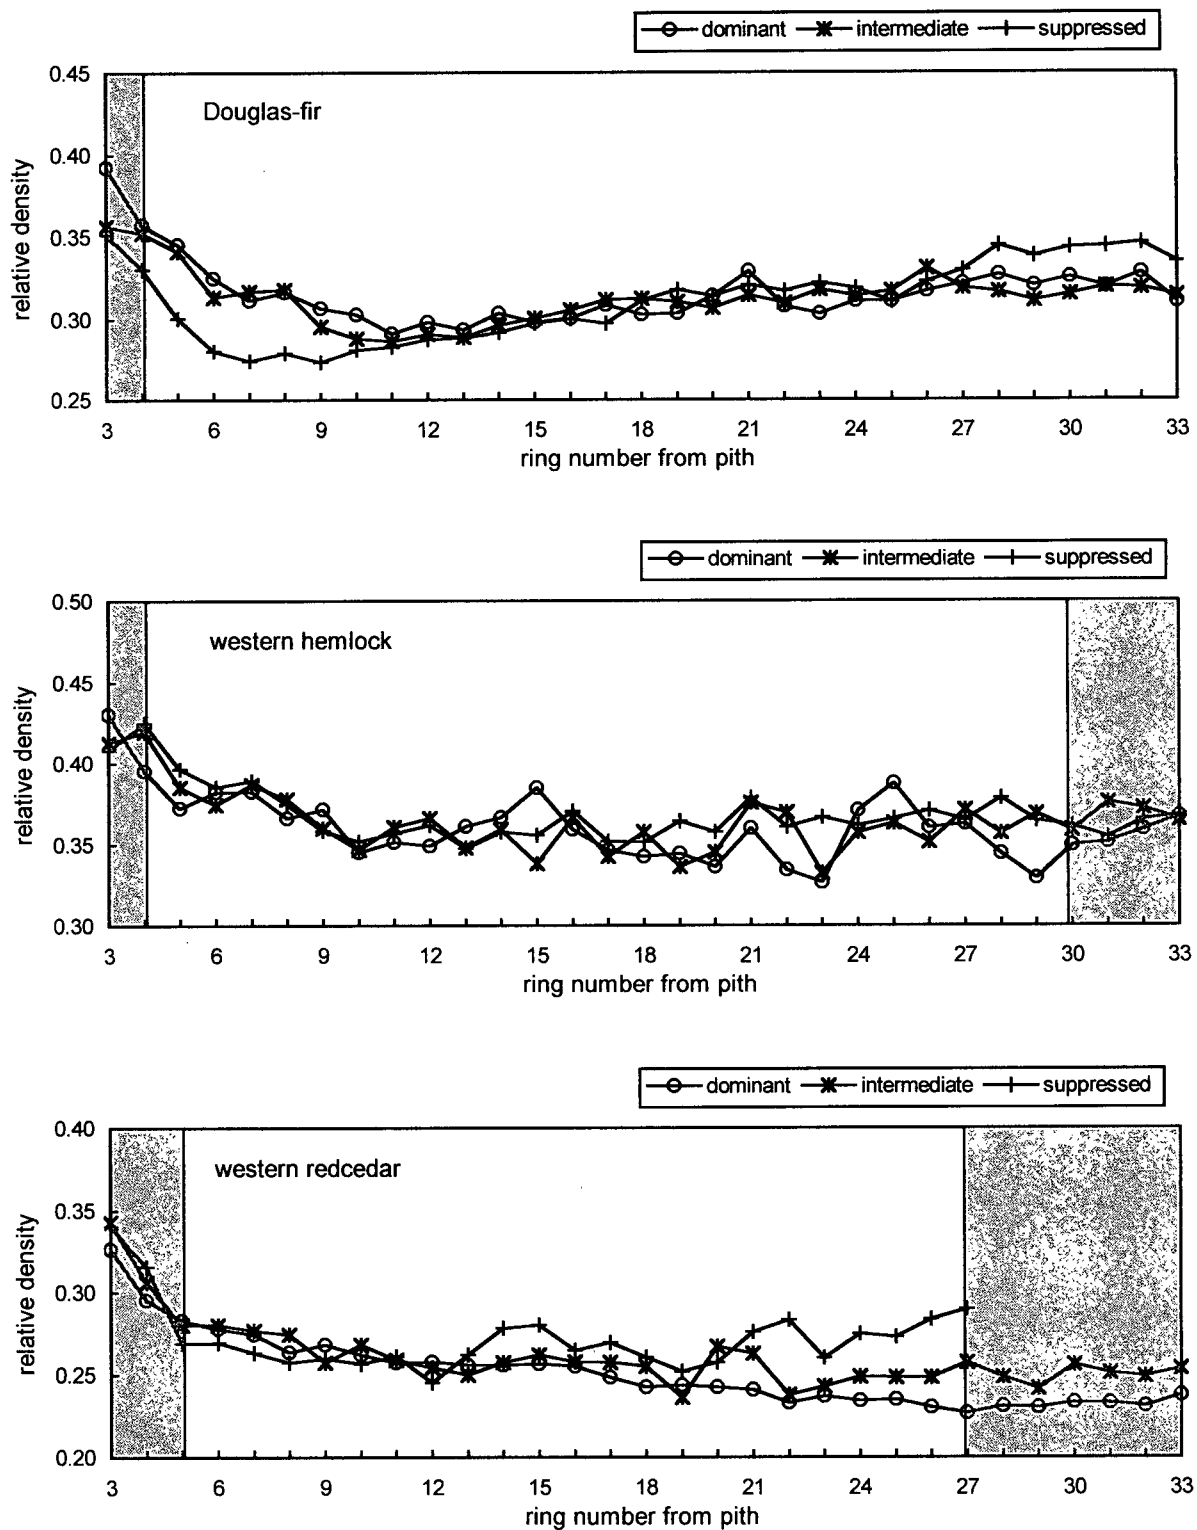 dominant intermediate suppressed
0.45
Douglas-fir
0.40
0.35
0.30
0.25
relative density
3 6 9 12 15 18 21 24 27 30 33
ring number from pith
dominant intermediate suppressed
0.50
western hemlock
0.45
0.40
0.35
0.30
relative density
3 6 9 12 15 18 21 24 27 30 33
ring number from pith
dominant intermediate suppressed
0.40
western redcedar
0.35
0.30
0.25
0.20
relative density
3 6 9 12 15 18 21 24 27 30 33
ring number from pith